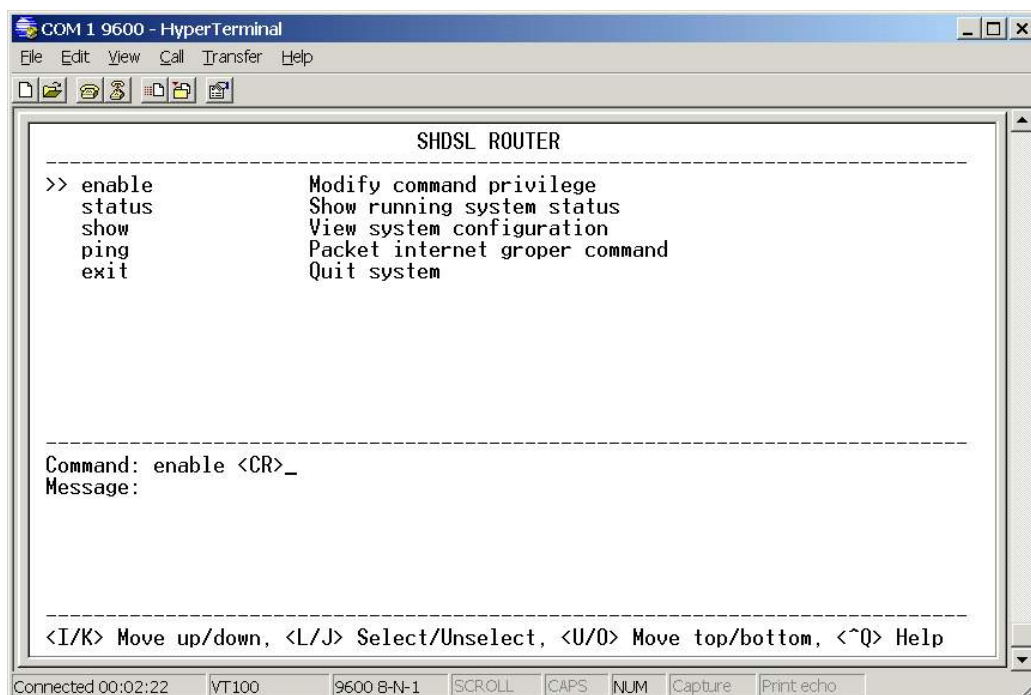 COM 1 9600 - HyperTerminal
File Edit View Call Transfer Help
SHDSL ROUTER
--------------------------------------------------------------------------------
>> enable Modify command privilege
status Show running system status
show View system configuration
ping Packet internet groper command
exit Quit system
--------------------------------------------------------------------------------
Command: enable <CR>_
Message:
--------------------------------------------------------------------------------
<I/K> Move up/down, <L/J> Select/Unselect, <U/O> Move top/bottom, <^Q> Help
Connected 00:02:22 VT100 9600 8-N-1 SCROLL CAPS NUM Capture Print echo